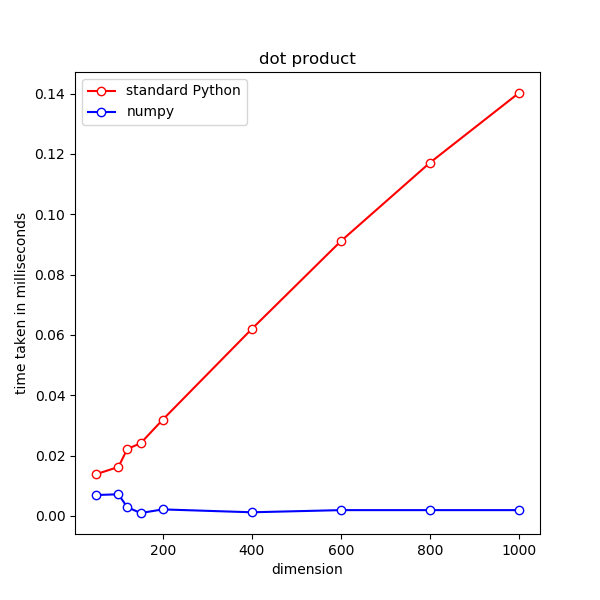 dot product
standard Python
numpy
0.14
0.12
0.10
0.08
0.06
0.04
0.02
0.00
time taken in milliseconds
200 400 600 800 1000
dimension